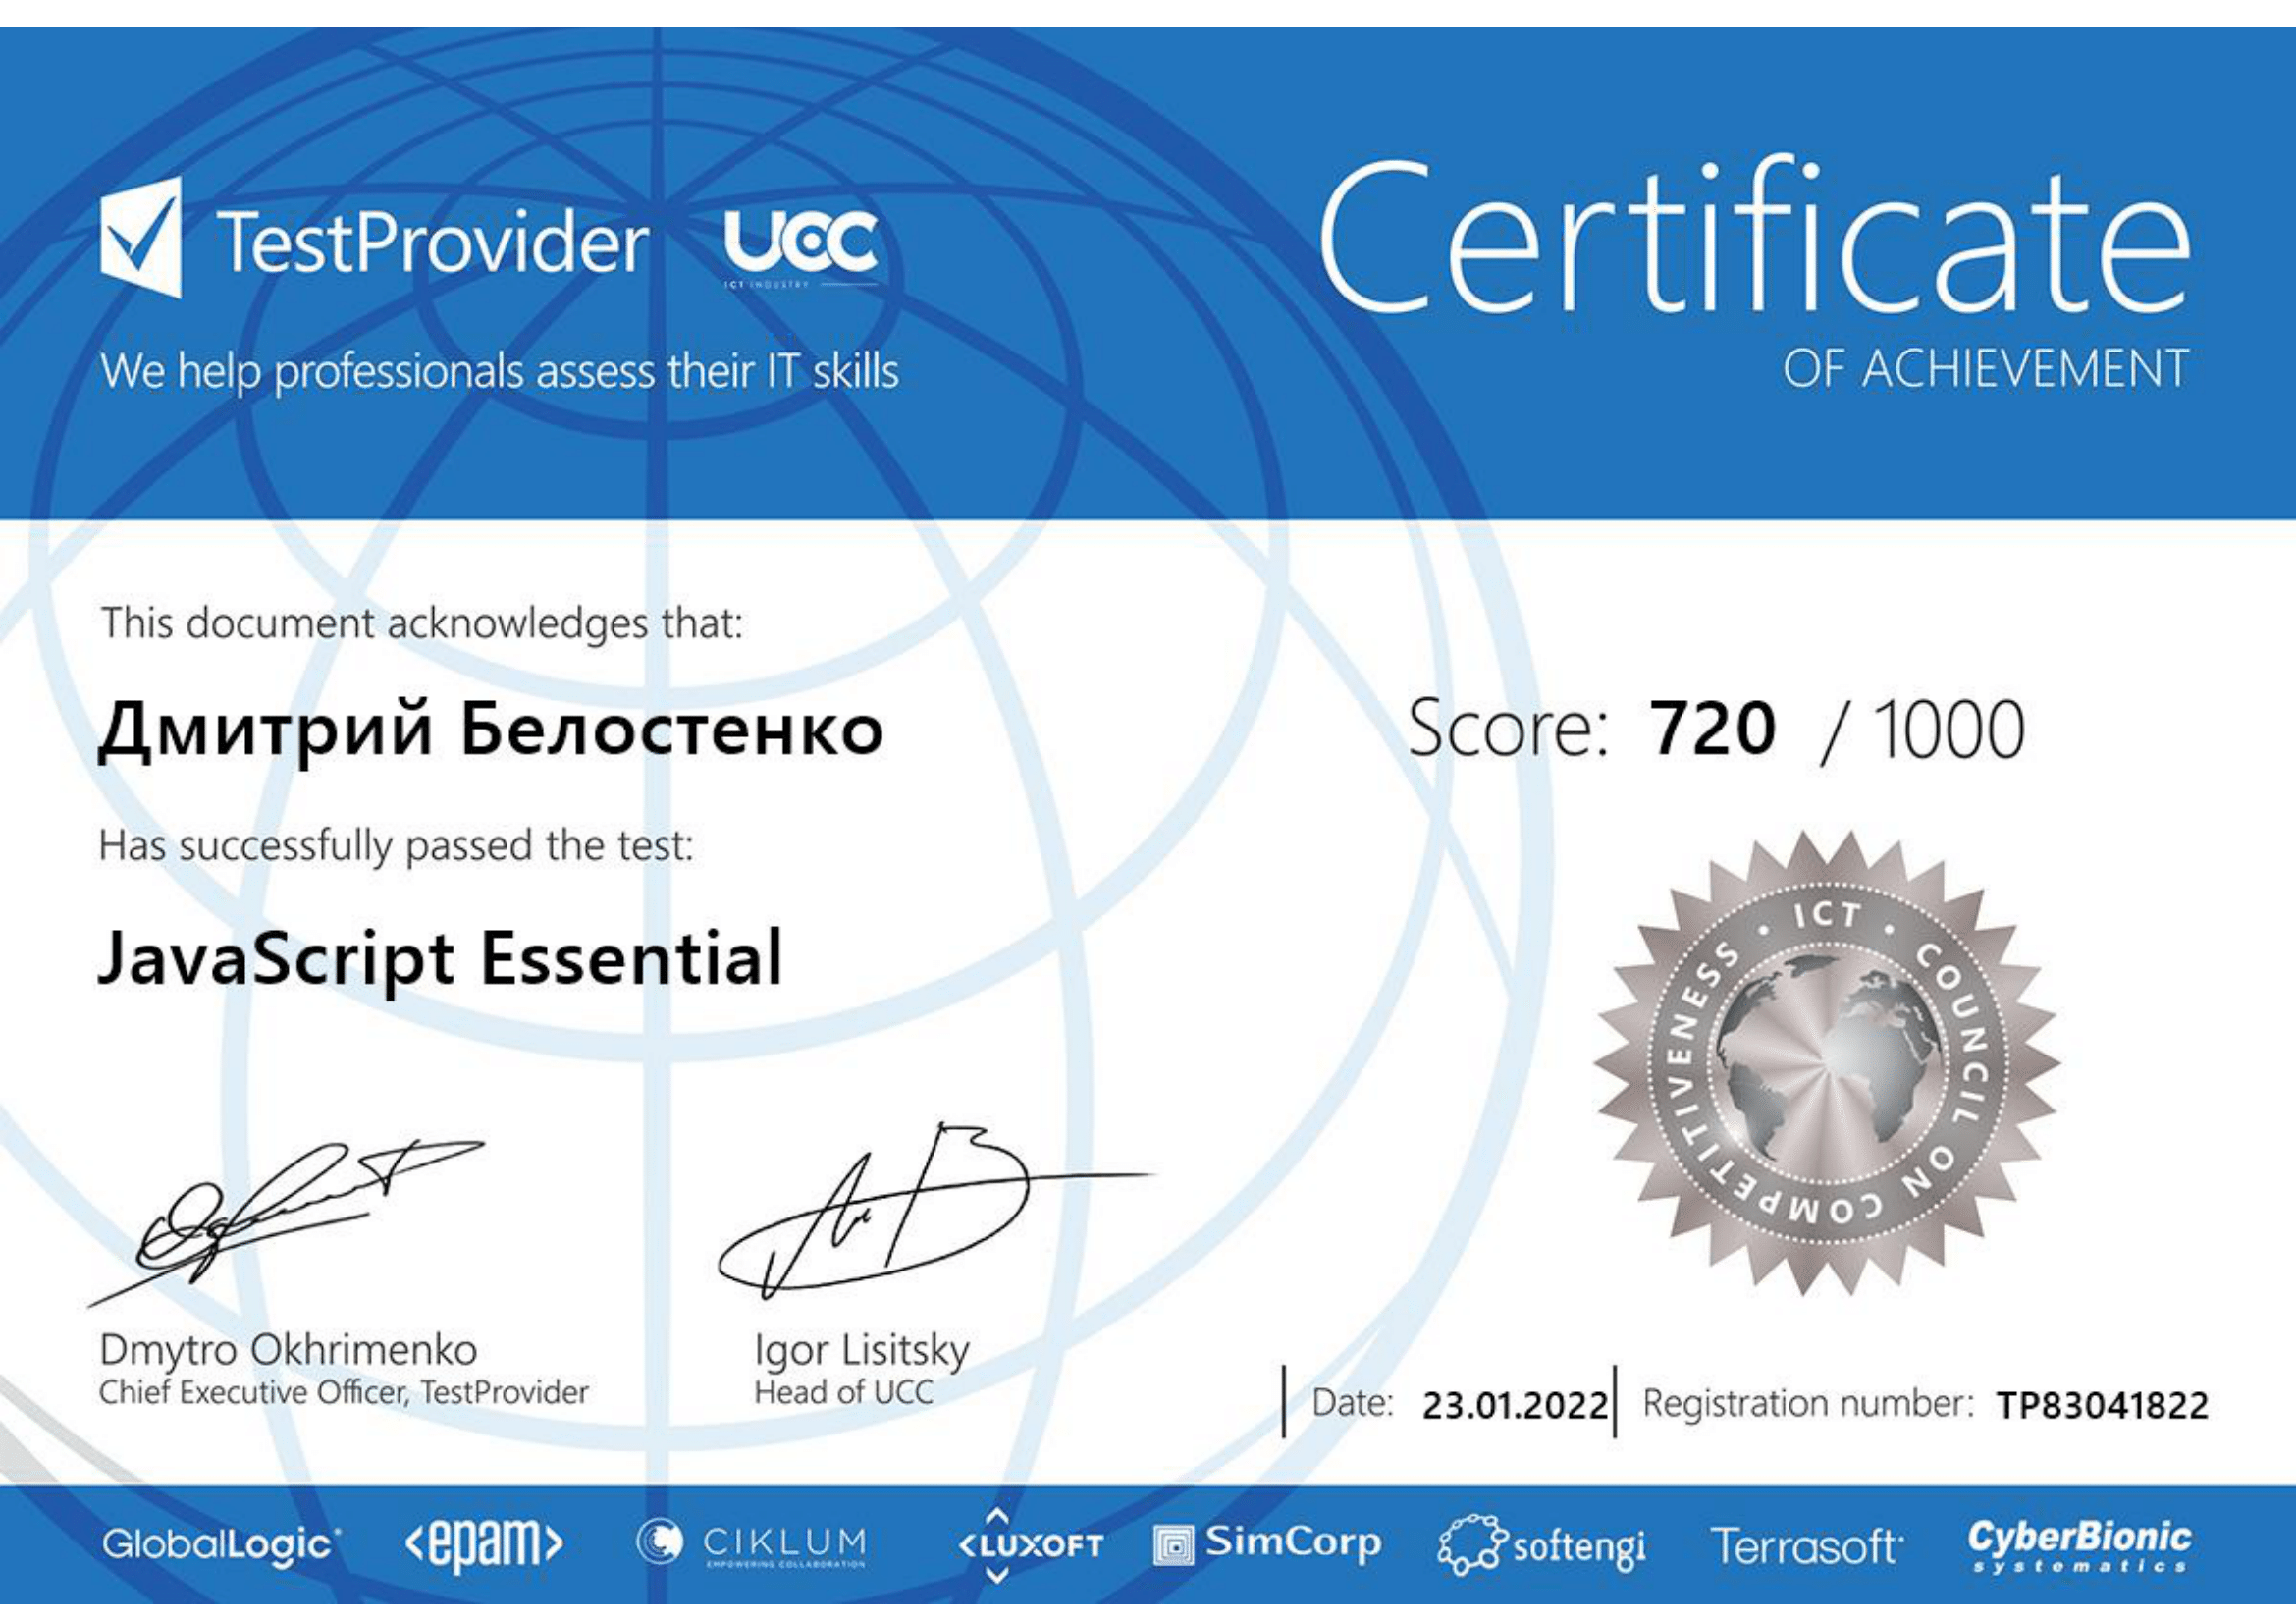 TestProvider
UCC
ICT INDUSTRY
We help professionals assess their IT skills
Certificate
OF ACHIEVEMENT
This document acknowledges that:
Дмитрий Белостенко
Score: 720 / 1000
Has successfully passed the test:
JavaScript Essential
ICT • COUNCIL ON COMPETITIVENESS •
Dmytro Okhrimenko
Chief Executive Officer, TestProvider
Igor Lisitsky
Head of UCC
Date: 23.01.2022
Registration number: TP83041822
GlobalLogic
<epam>
CIKLUM
EMPOWERING COLLABORATION
<LUXOFT
SimCorp
softengi
Terrasoft
CyberBionic
systematics